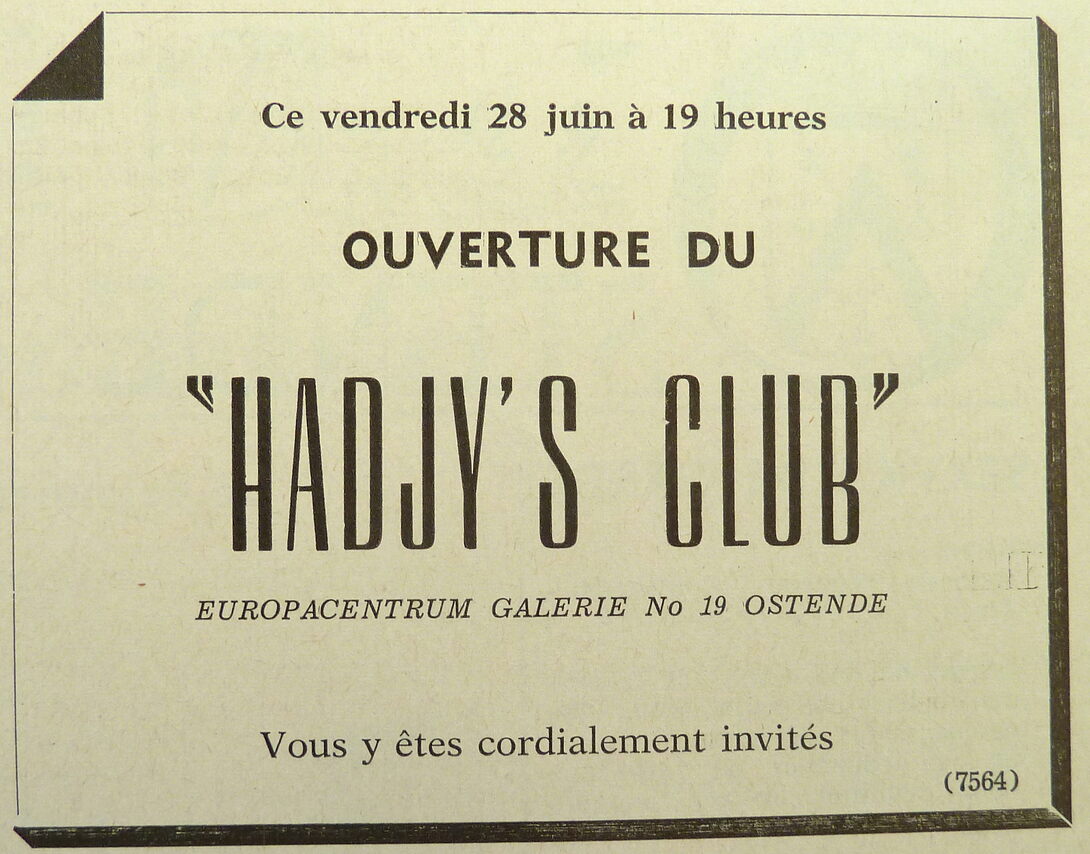 Ce vendredi 28 juin à 19 heures
OUVERTURE DU
"HADJY'S CLUB"
EUROPACENTRUM GALERIE No 19 OSTENDE
Vous y êtes cordialement invités
(7564)